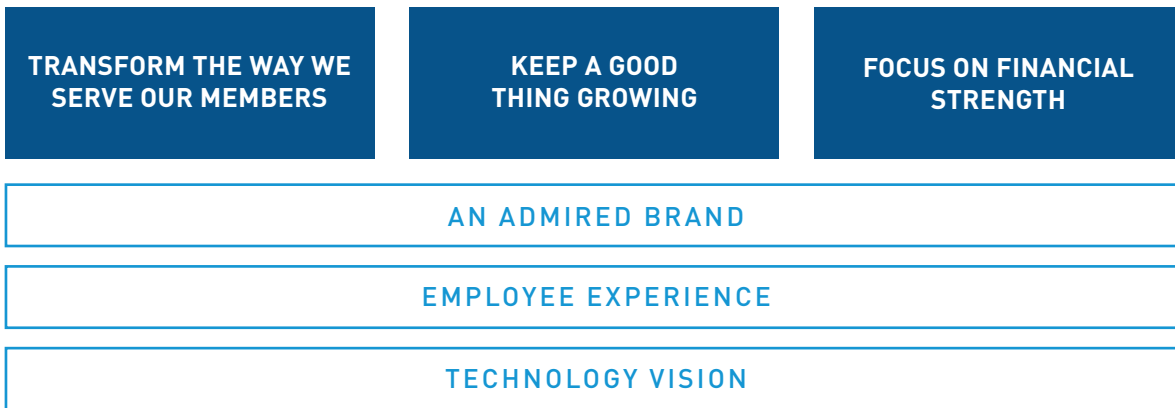 TRANSFORM THE WAY WE
SERVE OUR MEMBERS
KEEP A GOOD
THING GROWING
FOCUS ON FINANCIAL
STRENGTH
AN ADMIRED BRAND
EMPLOYEE EXPERIENCE
TECHNOLOGY VISION